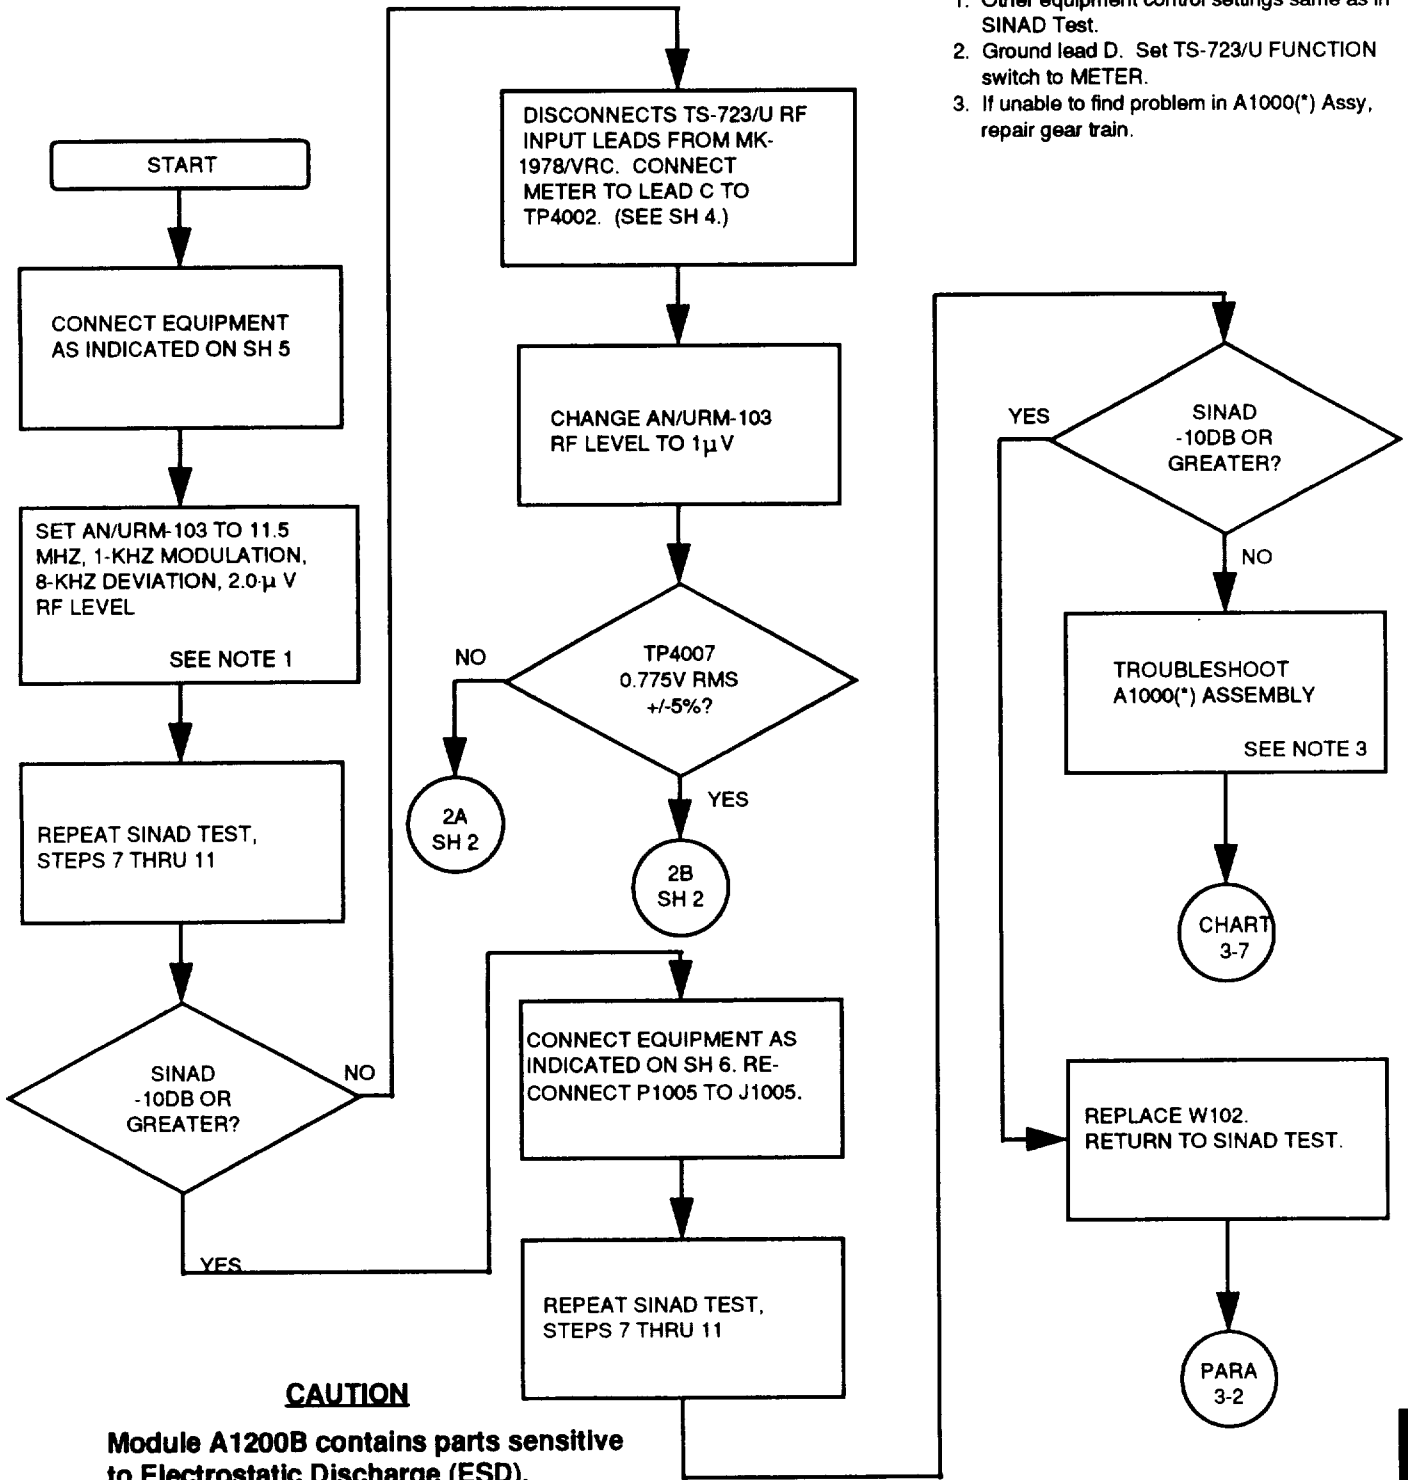 START
CONNECT EQUIPMENT
AS INDICATED ON SH 5
SET AN/URM-103 TO 11.5
MHZ, 1-KHZ MODULATION,
8-KHZ DEVIATION, 2.0-µ V
RF LEVEL
SEE NOTE 1
REPEAT SINAD TEST,
STEPS 7 THRU 11
SINAD
-10DB OR
GREATER?
NO
YES
DISCONNECTS TS-723/U RF
INPUT LEADS FROM MK-
1978/VRC. CONNECT
METER TO LEAD C TO
TP4002. (SEE SH 4.)
CHANGE AN/URM-103
RF LEVEL TO 1µV
TP4007
0.775V RMS
+/-5%?
NO
YES
2A
SH 2
2B
SH 2
CONNECT EQUIPMENT AS
INDICATED ON SH 6. RE-
CONNECT P1005 TO J1005.
REPEAT SINAD TEST,
STEPS 7 THRU 11
1. Other equipment control settings same as in
SINAD Test.
2. Ground lead D. Set TS-723/U FUNCTION
switch to METER.
3. If unable to find problem in A1000(*) Assy,
repair gear train.
SINAD
-10DB OR
GREATER?
YES
NO
TROUBLESHOOT
A1000(*) ASSEMBLY
SEE NOTE 3
CHART
3-7
REPLACE W102.
RETURN TO SINAD TEST.
PARA
3-2
CAUTION
Module A1200B contains parts sensitive
to Electrostatic Discharge (ESD).